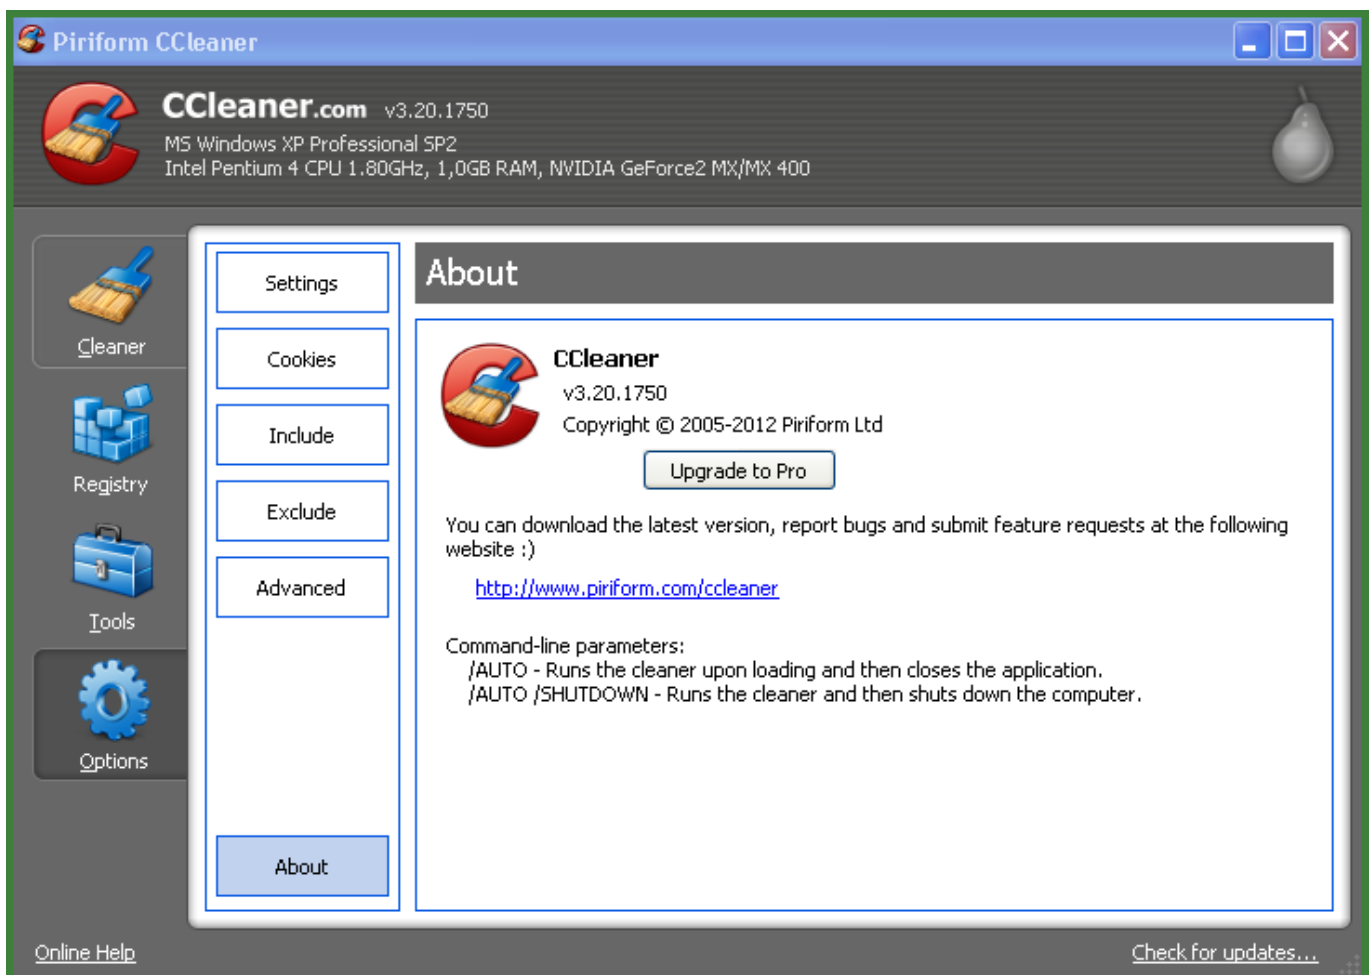 Piriform CCleaner
CCleaner.com v3.20.1750
MS Windows XP Professional SP2
Intel Pentium 4 CPU 1.80GHz, 1,0GB RAM, NVIDIA GeForce2 MX/MX 400
Cleaner
Registry
Tools
Options
Settings
Cookies
Include
Exclude
Advanced
About
About
CCleaner
v3.20.1750
Copyright © 2005-2012 Piriform Ltd
Upgrade to Pro
You can download the latest version, report bugs and submit feature requests at the following
website :)
http://www.piriform.com/ccleaner
Command-line parameters:
/AUTO - Runs the cleaner upon loading and then closes the application.
/AUTO /SHUTDOWN - Runs the cleaner and then shuts down the computer.
Online Help
Check for updates...